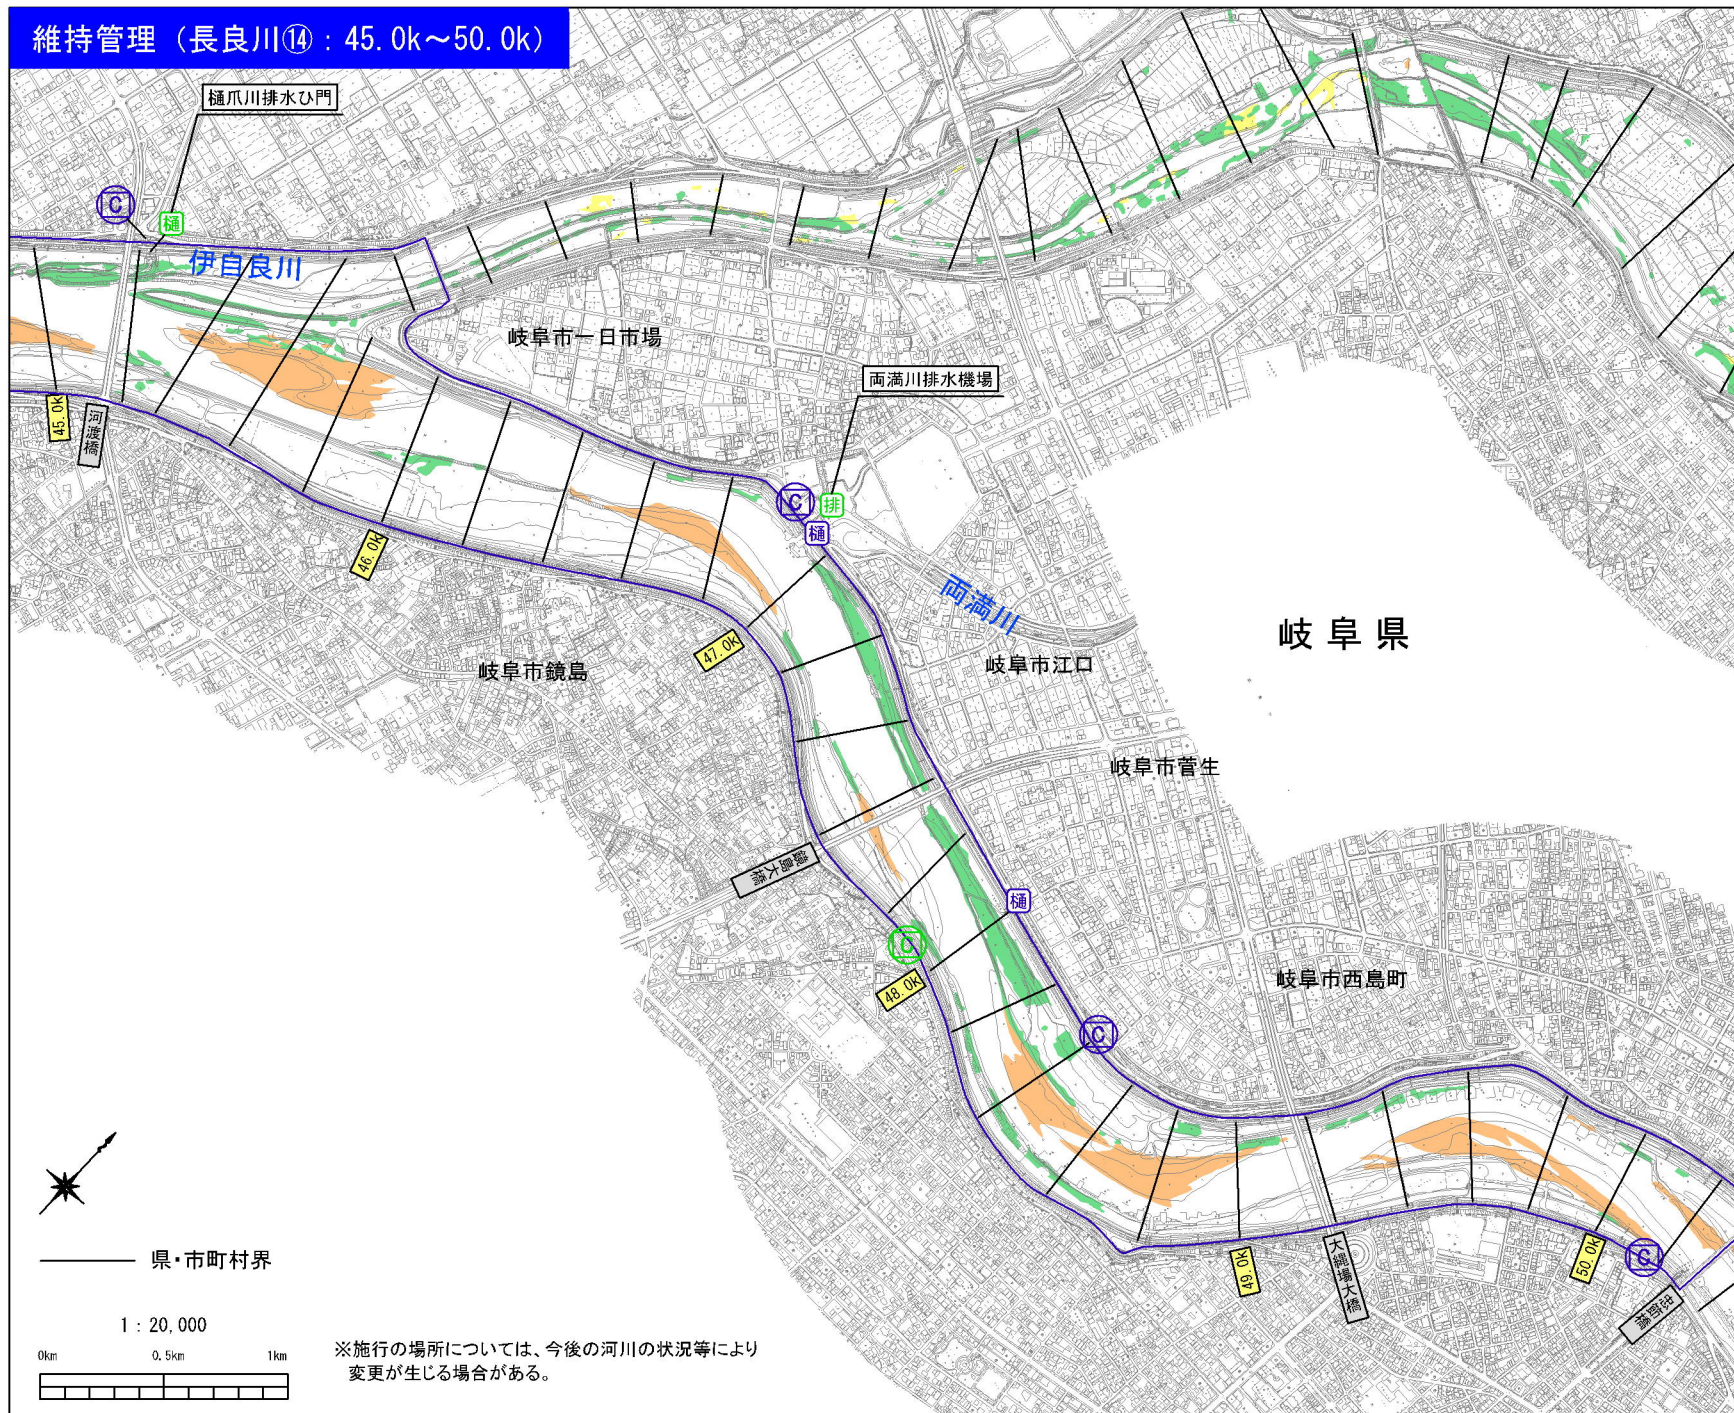 維持管理（長良川⑭：45.0k～50.0k）
樋爪川排水ひ門
C
樋
伊自良川
岐阜市一日市場
両満川排水機場
45.0k
河渡橋
C
排
樋
46.0k
両満川
岐阜県
47.0k
岐阜市鏡島
岐阜市江口
岐阜市菅生
鏡島大橋
樋
C
48.0k
岐阜市西島町
C
49.0k
大縄場大橋
50.0k
C
忠節橋
県・市町村界
1：20,000
0km 0.5km 1km
※施行の場所については、今後の河川の状況等により
変更が生じる場合がある。